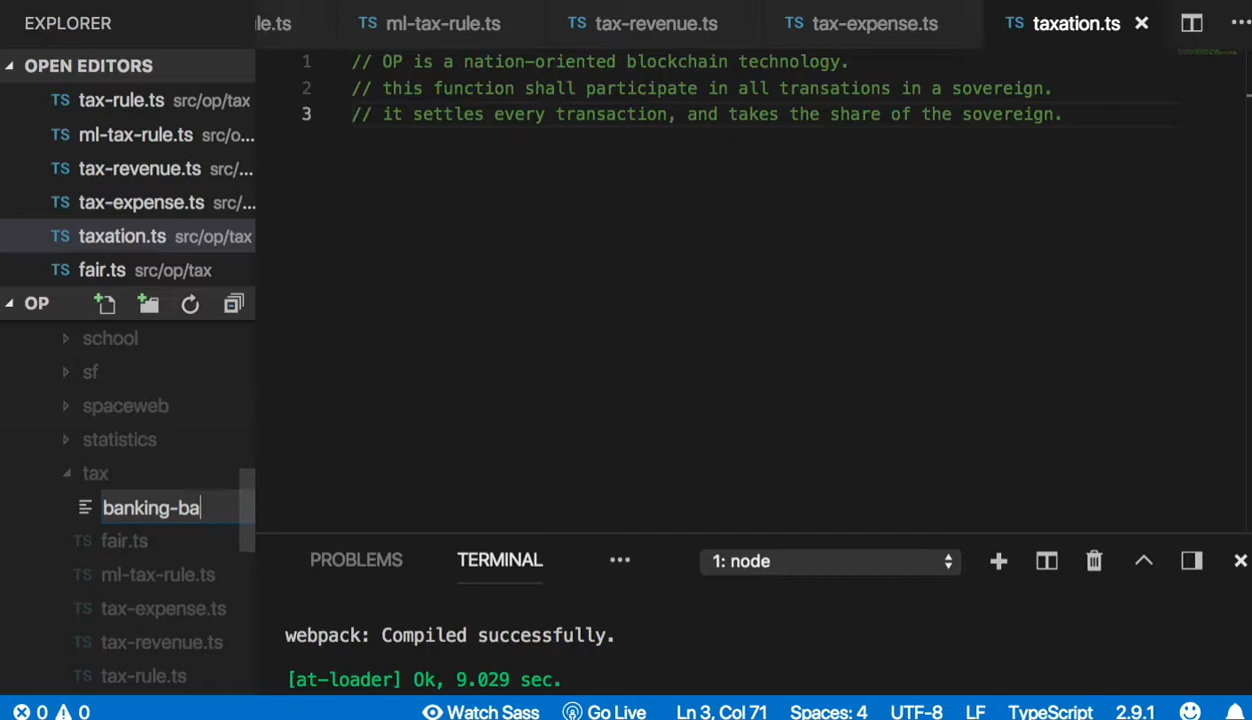 EXPLORER
le.ts
TS ml-tax-rule.ts
TS tax-revenue.ts
TS tax-expense.ts
TS taxation.ts
OPEN EDITORS
TS tax-rule.ts src/op/tax
TS ml-tax-rule.ts src/o...
TS tax-revenue.ts src/...
TS tax-expense.ts src/...
TS taxation.ts src/op/tax
TS fair.ts src/op/tax
OP
school
sf
spaceweb
statistics
tax
banking-ba
TS fair.ts
TS ml-tax-rule.ts
TS tax-expense.ts
TS tax-revenue.ts
TS tax-rule.ts
1 // OP is a nation-oriented blockchain technology.
2 // this function shall participate in all transations in a sovereign.
3 // it settles every transaction, and takes the share of the sovereign.
PROBLEMS TERMINAL ... 1: node
webpack: Compiled successfully.
[at-loader] Ok, 9.029 sec.
0 0 Watch Sass Go Live Ln 3, Col 71 Spaces: 4 UTF-8 LF TypeScript 2.9.1